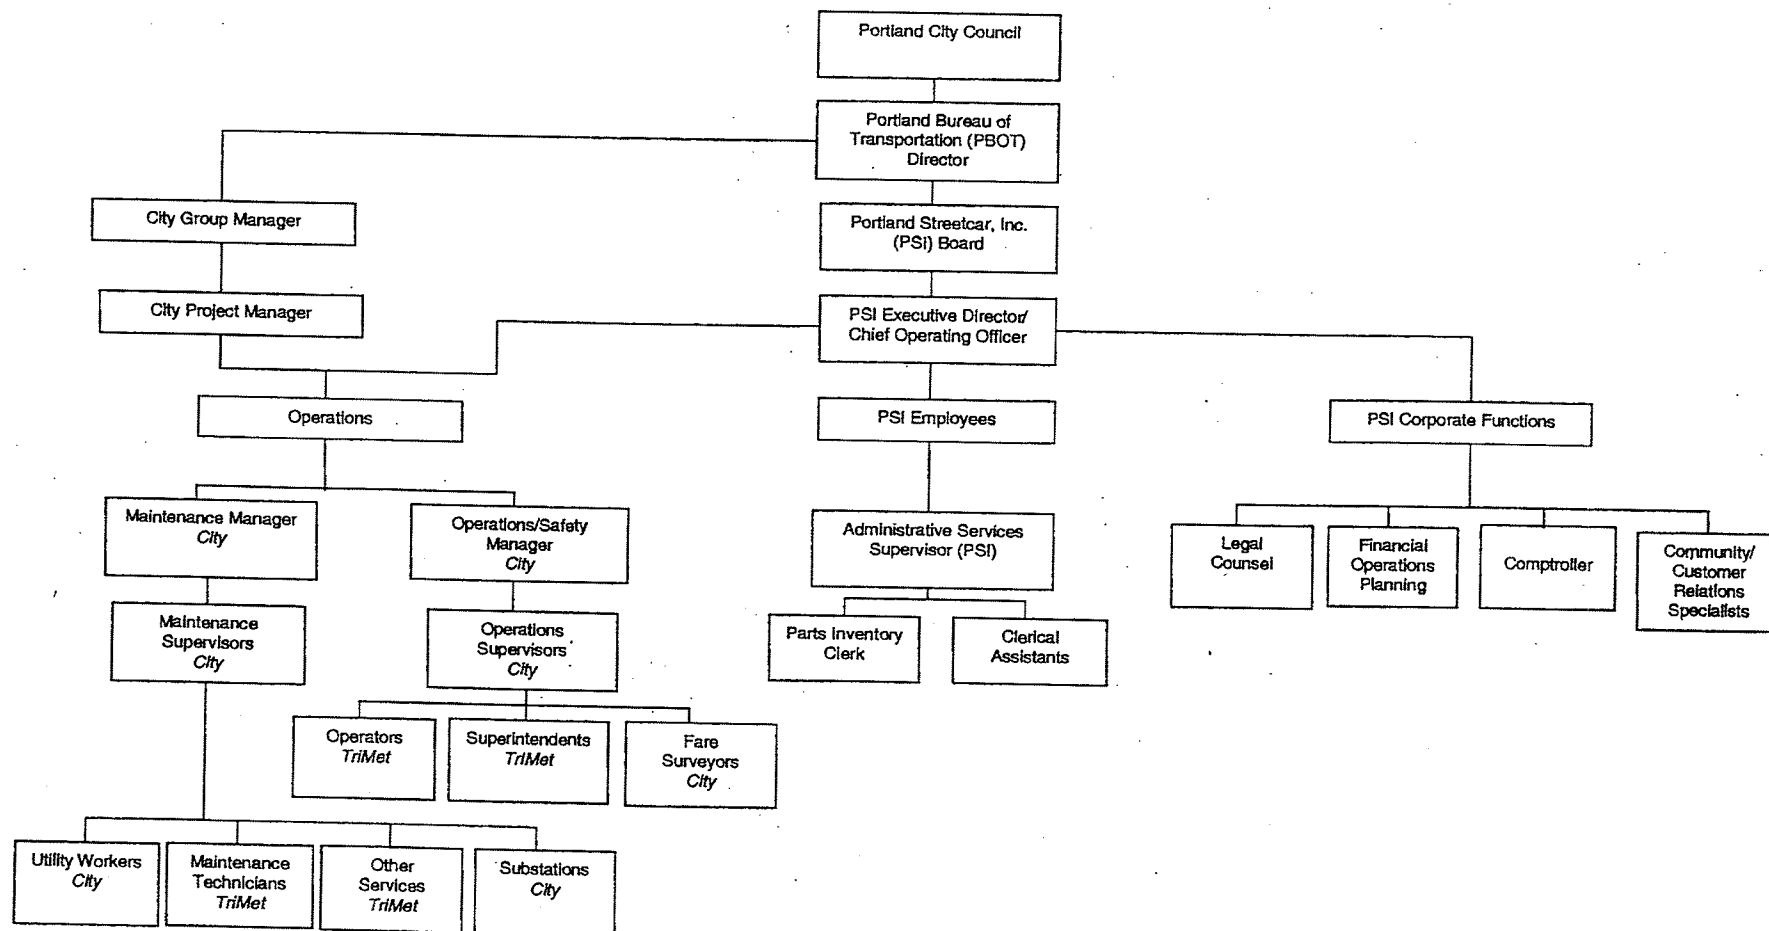 Portland City Council
Portland Bureau of
Transportation (PBOT)
Director
City Group Manager
Portland Streetcar, Inc.
(PSI) Board
City Project Manager
PSI Executive Director/
Chief Operating Officer
Operations
PSI Employees
PSI Corporate Functions
Maintenance Manager
City
Operations/Safety
Manager
City
Administrative Services
Supervisor (PSI)
Legal
Counsel
Financial
Operations
Planning
Comptroller
Community/
Customer
Relations
Specialists
Maintenance
Supervisors
City
Operations
Supervisors
City
Parts Inventory
Clerk
Clerical
Assistants
Operators
TriMet
Superintendents
TriMet
Fare
Surveyors
City
Utility Workers
City
Maintenance
Technicians
TriMet
Other
Services
TriMet
Substations
City